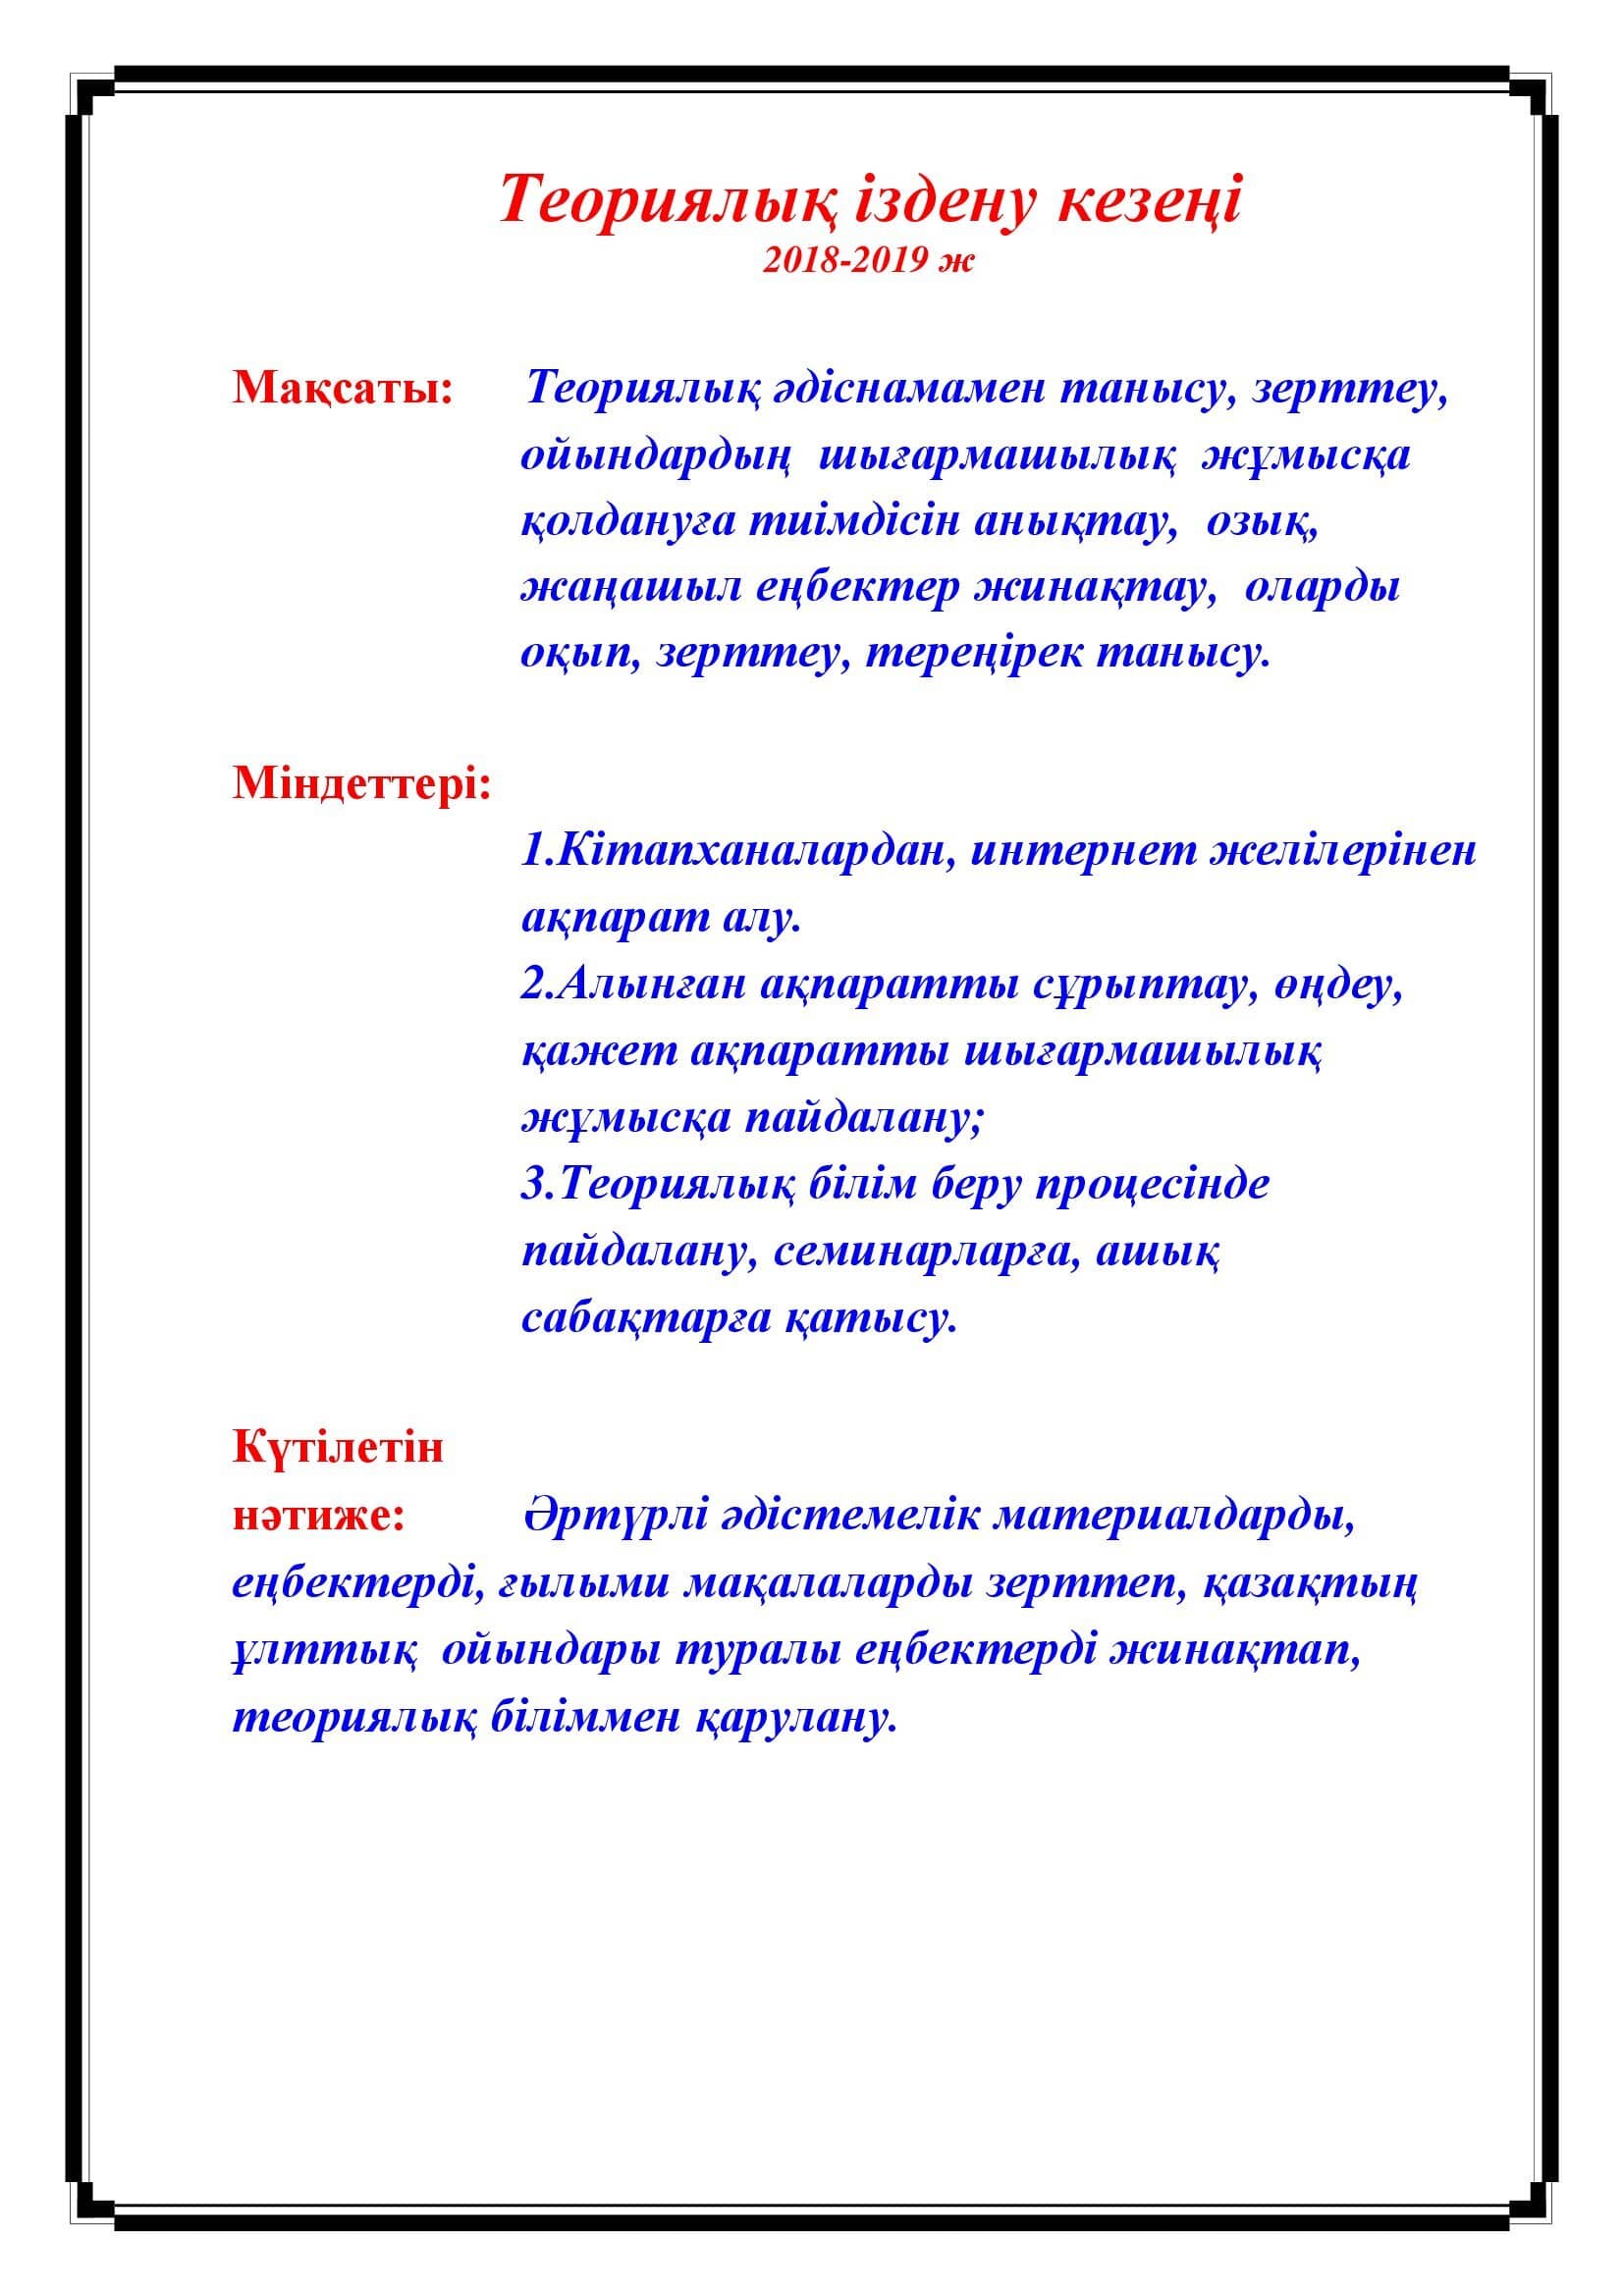 Теориялық іздену кезеңі
2018-2019 ж
Мақсаты: Теориялық әдіснамамен танысу, зерттеу,
ойындардың шығармашылық жұмысқа
қолдануға тиімдісін анықтау, озық,
жаңашыл еңбектер жинақтау, оларды
оқып, зерттеу, тереңірек танысу.
Міндеттері:
1.Кітапханалардан, интернет желілерінен
ақпарат алу.
2.Алынған ақпаратты сұрыптау, өңдеу,
қажет ақпаратты шығармашылық
жұмысқа пайдалану;
3.Теориялық білім беру процесінде
пайдалану, семинарларға, ашық
сабақтарға қатысу.
Күтілетін
нәтиже: Әртүрлі әдістемелік материалдарды,
еңбектерді, ғылыми мақалаларды зерттеп, қазақтың
ұлттық ойындары туралы еңбектерді жинақтап,
теориялық біліммен қарулану.